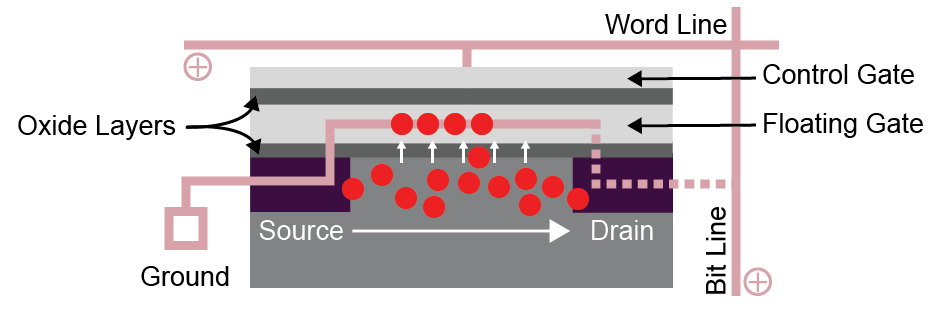 Word Line
Control Gate
Oxide Layers
Floating Gate
Source
Drain
Ground
Bit Line